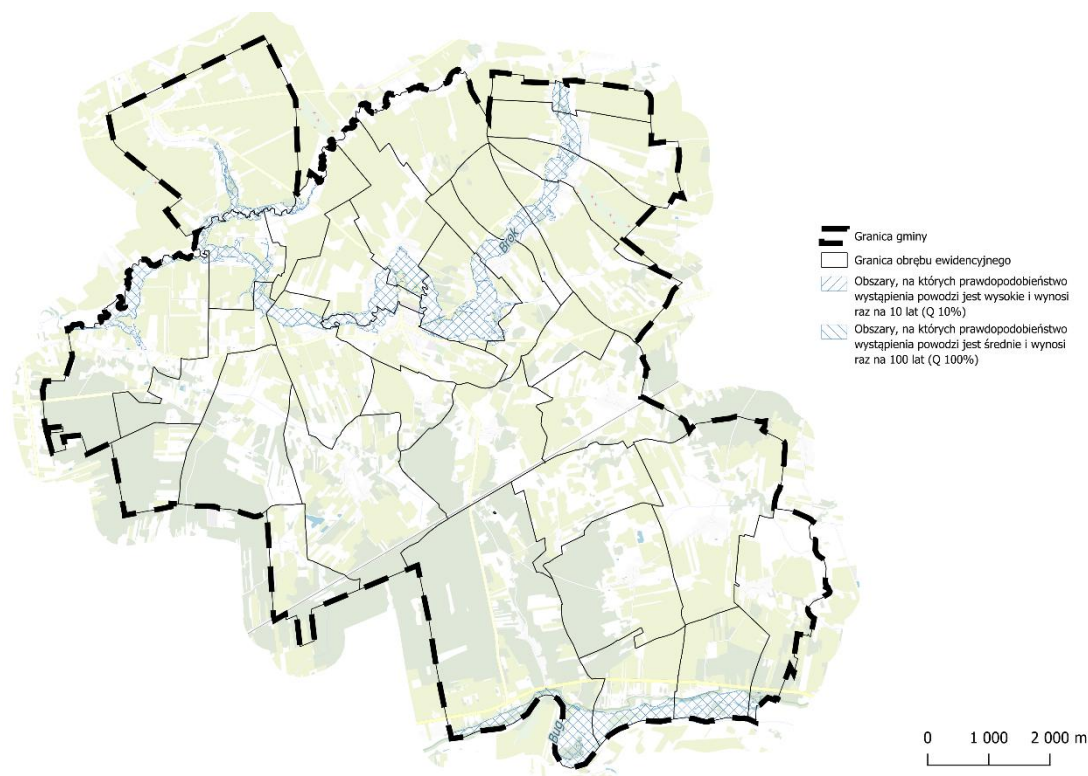 Brok
Granica gminy
Granica obrębu ewidencyjnego
Obszary, na których prawdopodobieństwo
wystąpienia powodzi jest wysokie i wynosi
raz na 10 lat (Q 10%)
Obszary, na których prawdopodobieństwo
wystąpienia powodzi jest średnie i wynosi
raz na 100 lat (Q 100%)
Bug
0 1 000 2 000 m